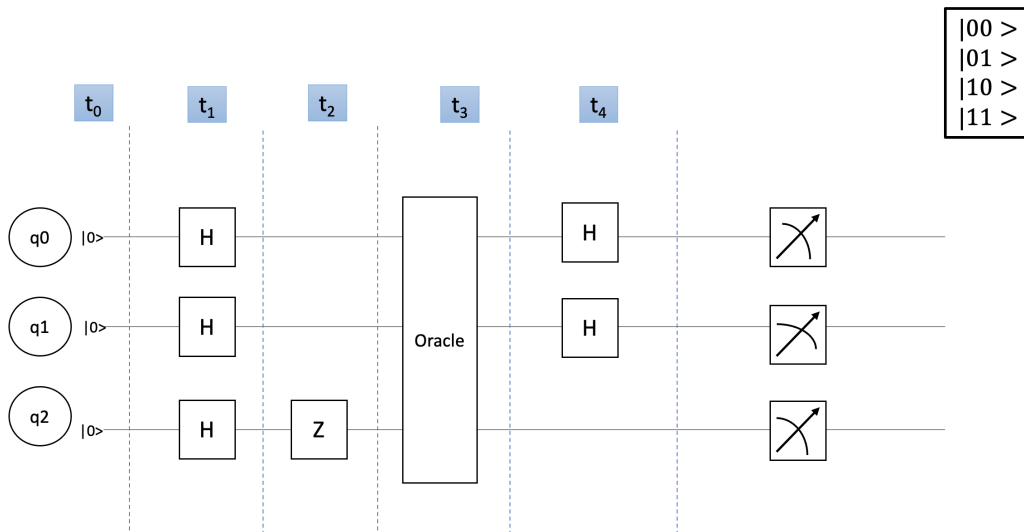 |00 >
|01 >
|10 >
|11 >
t₀ t₁ t₂ t₃ t₄
q0 |0> H H
q1 |0> H H
Oracle
q2 |0> H Z